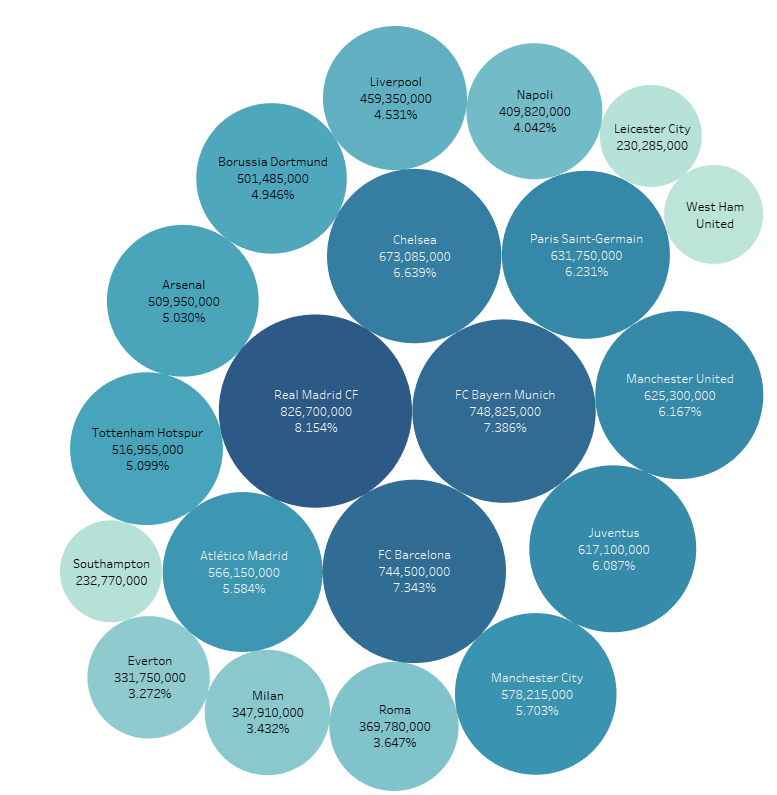 Liverpool
459,350,000
4.531%
Napoli
409,820,000
4.042%
Leicester City
230,285,000
Borussia Dortmund
501,485,000
4.946%
West Ham
United
Chelsea
673,085,000
6.639%
Paris Saint-Germain
631,750,000
6.231%
Arsenal
509,950,000
5.030%
Real Madrid CF
826,700,000
8.154%
FC Bayern Munich
748,825,000
7.386%
Manchester United
625,300,000
6.167%
Tottenham Hotspur
516,955,000
5.099%
Southampton
232,770,000
Atlético Madrid
566,150,000
5.584%
FC Barcelona
744,500,000
7.343%
Juventus
617,100,000
6.087%
Everton
331,750,000
3.272%
Milan
347,910,000
3.432%
Roma
369,780,000
3.647%
Manchester City
578,215,000
5.703%